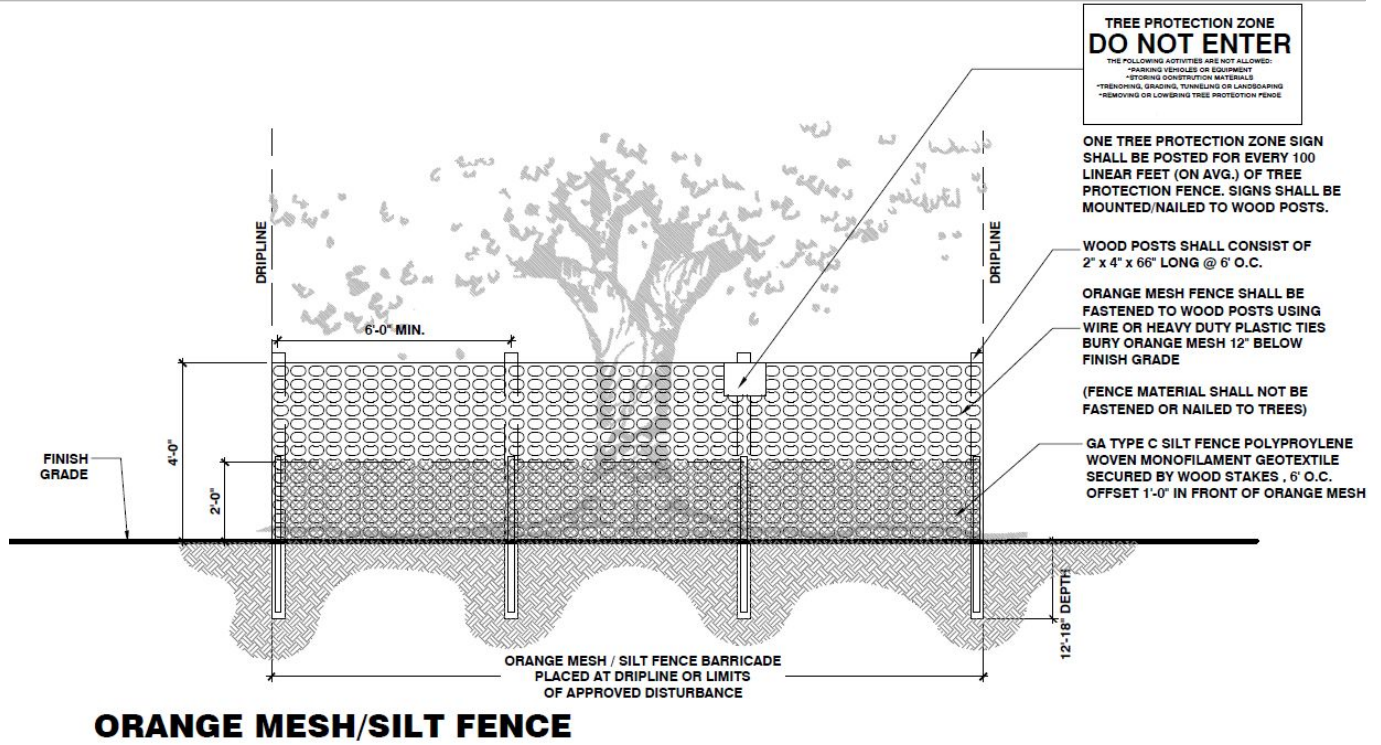 TREE PROTECTION ZONE
DO NOT ENTER
THE FOLLOWING ACTIVITIES ARE NOT ALLOWED:
*PARKING VEHICLES OR EQUIPMENT
*STORING CONSTRUTION MATERIALS
*TRENCHING, GRADING, TUNNELING OR LANDSCAPING
*REMOVING OR LOWERING TREE PROTECTION FENCE
ONE TREE PROTECTION ZONE SIGN
SHALL BE POSTED FOR EVERY 100
LINEAR FEET (ON AVG.) OF TREE
PROTECTION FENCE. SIGNS SHALL BE
MOUNTED/NAILED TO WOOD POSTS.
DRIPLINE
DRIPLINE
WOOD POSTS SHALL CONSIST OF
2" x 4" x 66" LONG @ 6' O.C.
ORANGE MESH FENCE SHALL BE
FASTENED TO WOOD POSTS USING
WIRE OR HEAVY DUTY PLASTIC TIES
BURY ORANGE MESH 12" BELOW
FINISH GRADE
(FENCE MATERIAL SHALL NOT BE
FASTENED OR NAILED TO TREES)
GA TYPE C SILT FENCE POLYPROYLENE
WOVEN MONOFILAMENT GEOTEXTILE
SECURED BY WOOD STAKES , 6' O.C.
OFFSET 1'-0" IN FRONT OF ORANGE MESH
6'-0" MIN.
4'-0"
2'-0"
FINISH
GRADE
12'-18" DEPTH
ORANGE MESH / SILT FENCE BARRICADE
PLACED AT DRIPLINE OR LIMITS
OF APPROVED DISTURBANCE
ORANGE MESH/SILT FENCE